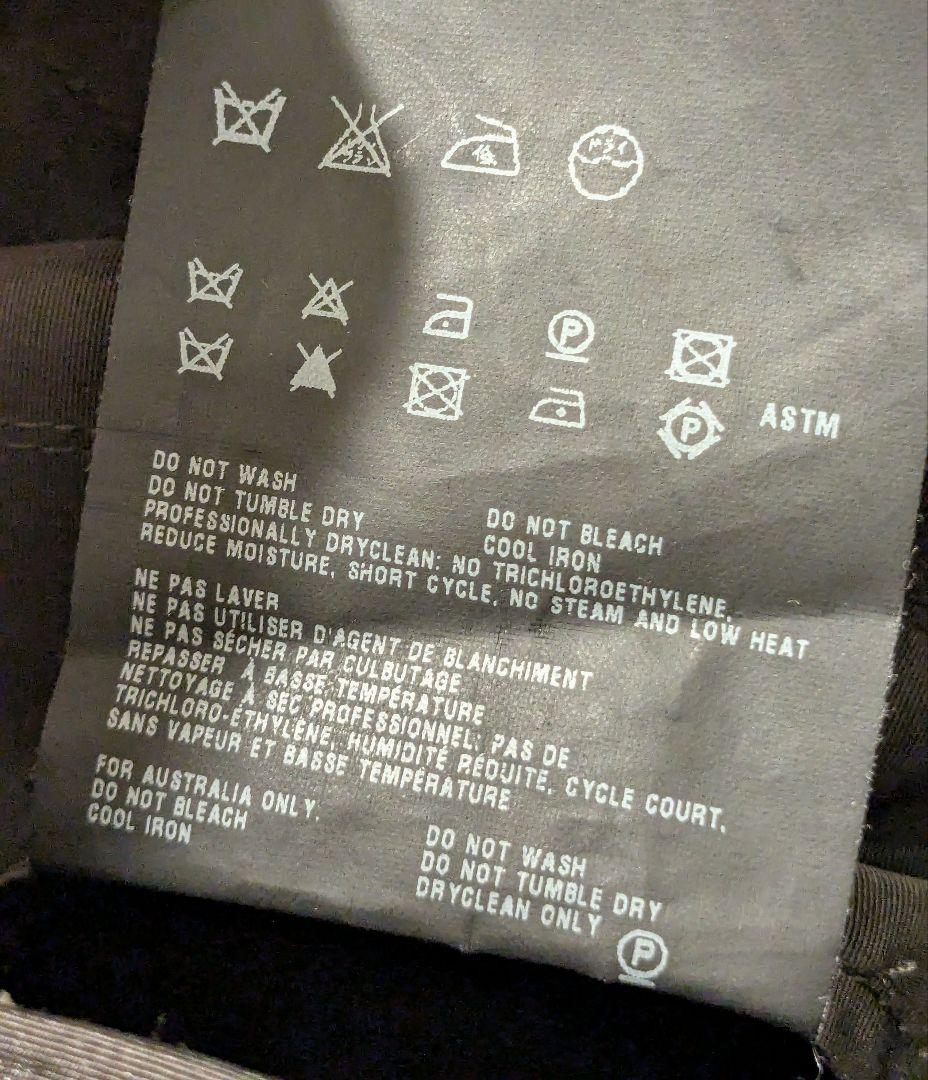 低
ドライ
P
P
ASTM
DO NOT WASH
DO NOT TUMBLE DRY
DO NOT BLEACH
COOL IRON
PROFESSIONALLY DRYCLEAN: NO TRICHLOROETHYLENE,
REDUCE MOISTURE, SHORT CYCLE, NO STEAM AND LOW HEAT
NE PAS LAVER
NE PAS UTILISER D'AGENT DE BLANCHIMENT
NE PAS SÉCHER PAR CULBUTAGE
REPASSER À BASSE TEMPÉRATURE
NETTOYAGE À SEC PROFESSIONNEL: PAS DE
TRICHLORO-ÉTHYLÈNE, HUMIDITÉ RÉDUITE, CYCLE COURT,
SANS VAPEUR ET BASSE TEMPÉRATURE
FOR AUSTRALIA ONLY.
DO NOT BLEACH
COOL IRON
DO NOT WASH
DO NOT TUMBLE DRY
DRYCLEAN ONLY
P